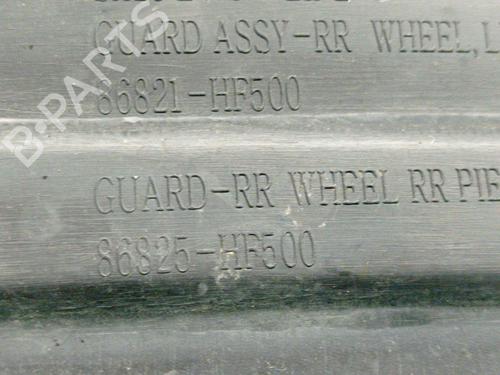 GUARD ASSY-RR WHEEL, L
86821-HF500
GUARD-RR WHEEL RR PIE
86825-HF500
B-PARTS